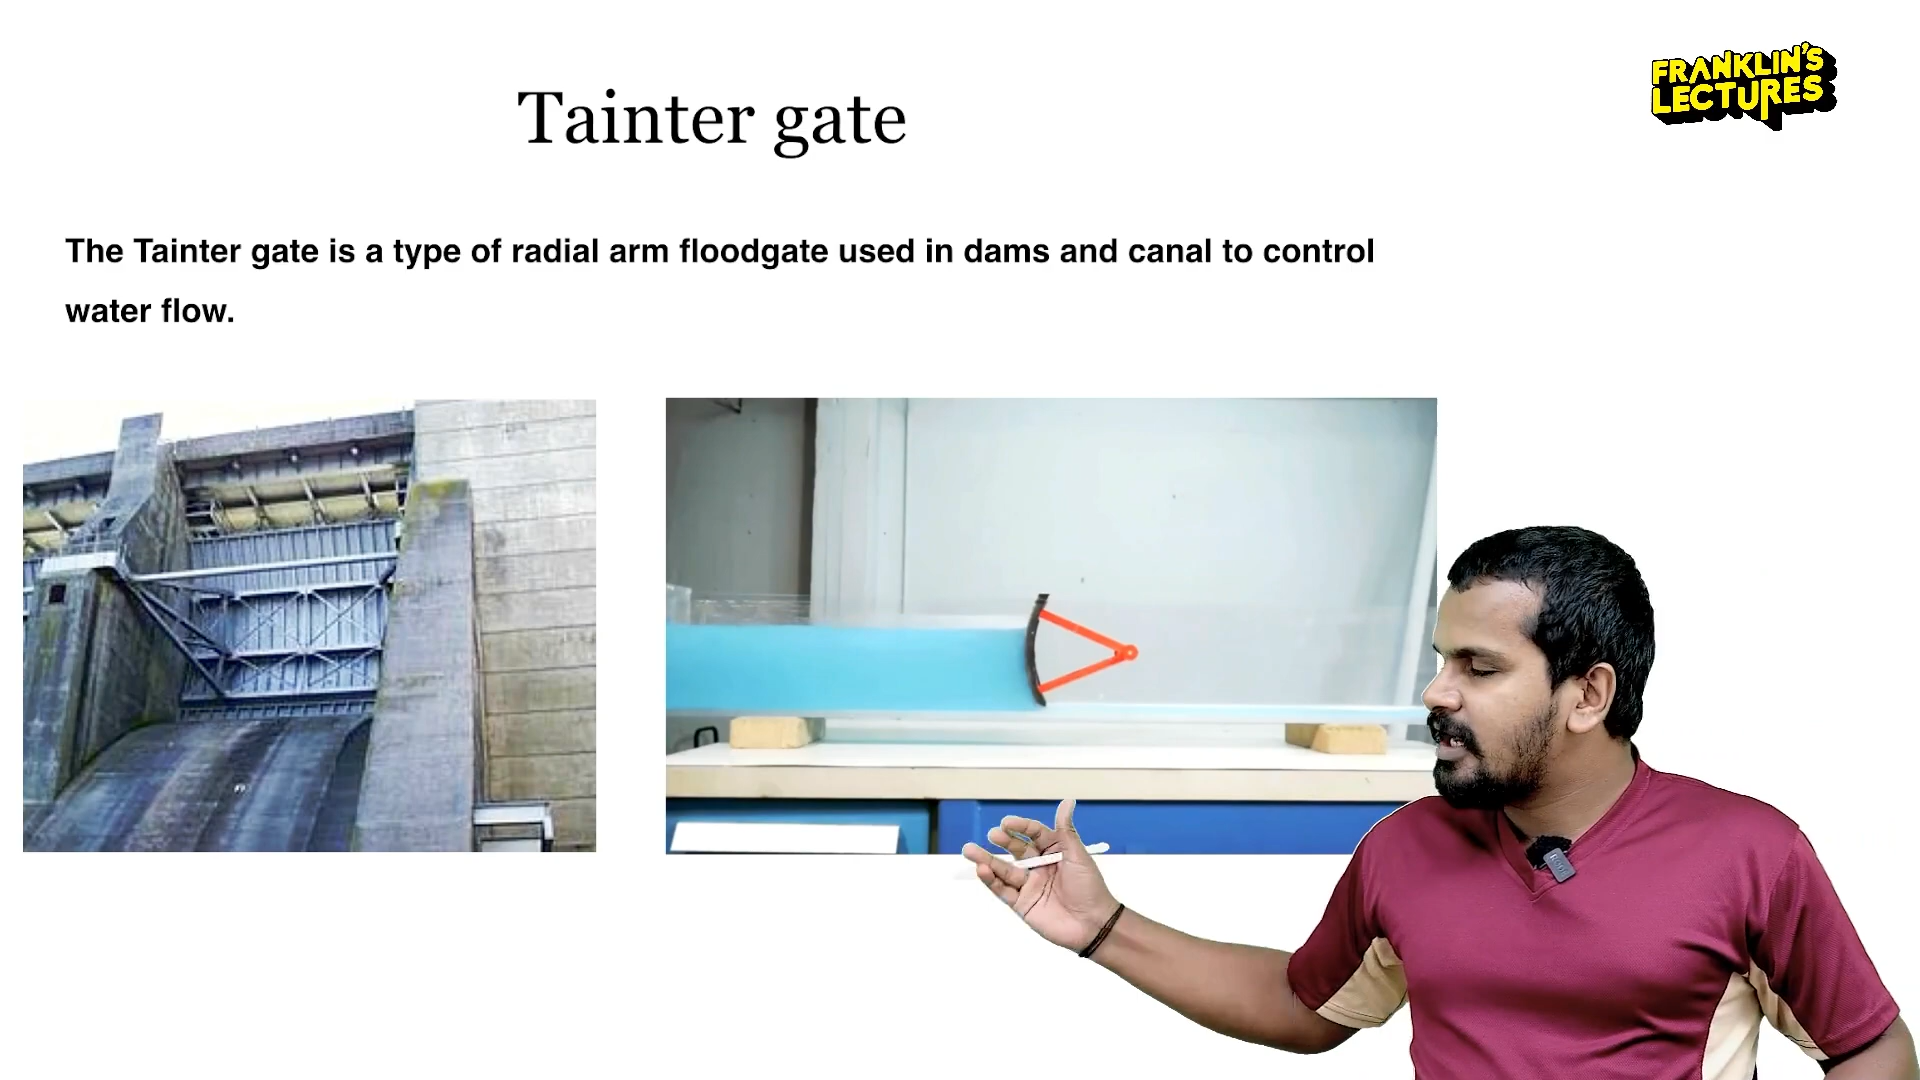 FRANKLIN'S
LECTURES
Tainter gate
The Tainter gate is a type of radial arm floodgate used in dams and canal to control
water flow.